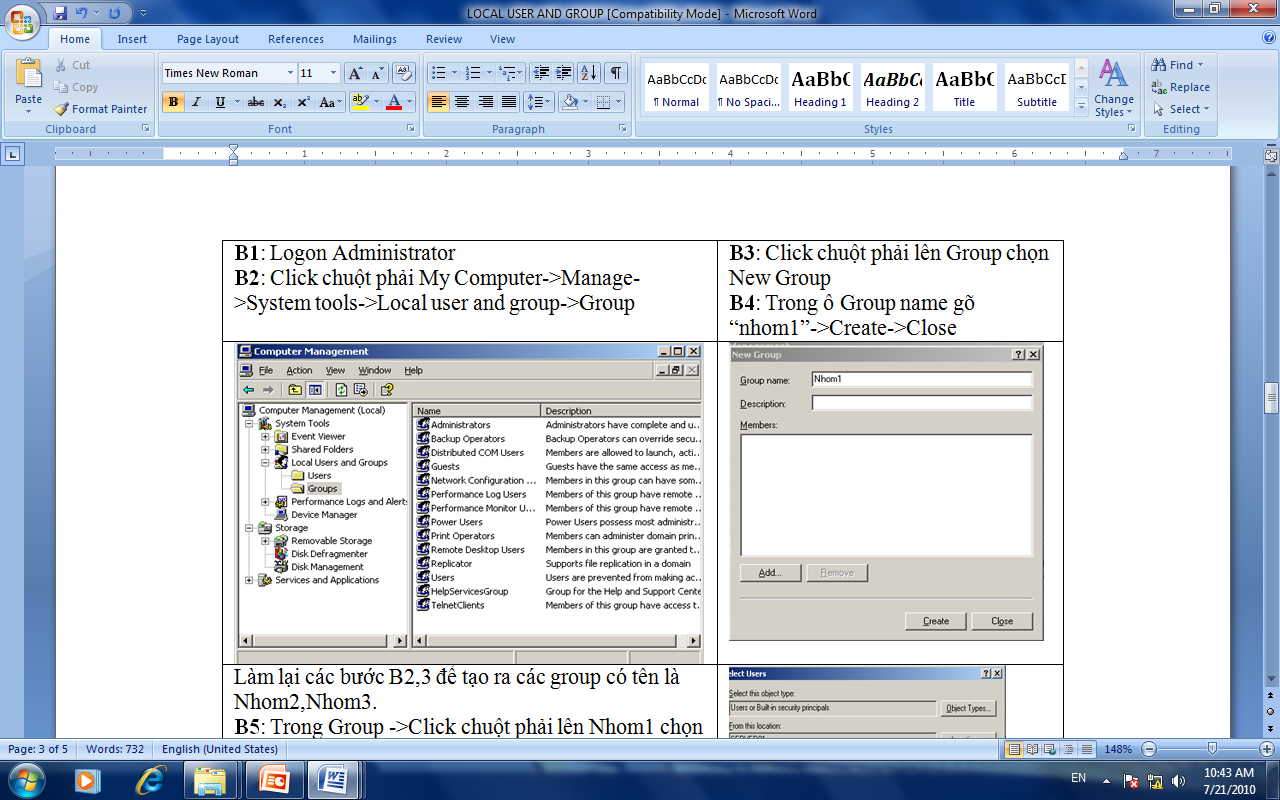 LOCAL USER AND GROUP [Compatibility Mode] - Microsoft Word
Home Insert Page Layout References Mailings Review View
Paste
Cut
Copy
Format Painter
Clipboard
Times New Roman 11
B I U abc X₂ X² Aa
Font
Paragraph
AaBbCcDc AaBbCcDc AaBbC AaBbCc AaBbC AaBbCcI
¶ Normal ¶ No Spaci... Heading 1 Heading 2 Title Subtitle
Change Styles
Styles
Find
Replace
Select
Editing
1 2 3 4 5 6 7
B1: Logon Administrator
B2: Click chuột phải My Computer->Manage-
>System tools->Local user and group->Group
B3: Click chuột phải lên Group chọn
New Group
B4: Trong ô Group name gõ
“nhom1”->Create->Close
Computer Management
File Action View Window Help
Computer Management (Local)
System Tools
Event Viewer
Shared Folders
Local Users and Groups
Users
Groups
Performance Logs and Alerts
Device Manager
Storage
Removable Storage
Disk Defragmenter
Disk Management
Services and Applications
Name Description
Administrators Administrators have complete and u...
Backup Operators Backup Operators can override secu...
Distributed COM Users Members are allowed to launch, acti...
Guests Guests have the same access as me...
Network Configuration ... Members in this group can have som...
Performance Log Users Members of this group have remote ...
Performance Monitor U... Members of this group have remote ...
Power Users Power Users possess most administr...
Print Operators Members can administer domain prin...
Remote Desktop Users Members in this group are granted t...
Replicator Supports file replication in a domain
Users Users are prevented from making ac...
HelpServicesGroup Group for the Help and Support Cente
TelnetClients Members of this group have access t...
New Group
Group name: Nhom1
Description:
Members:
Add... Remove
Create Close
Làm lại các bước B2,3 để tạo ra các group có tên là
Nhom2,Nhom3.
B5: Trong Group ->Click chuột phải lên Nhom1 chọn
elect Users
Select this object type:
Users or Built-in security principals Object Types...
From this location:
Page: 3 of 5 Words: 732 English (United States) 148%
EN
10:43 AM
7/21/2010